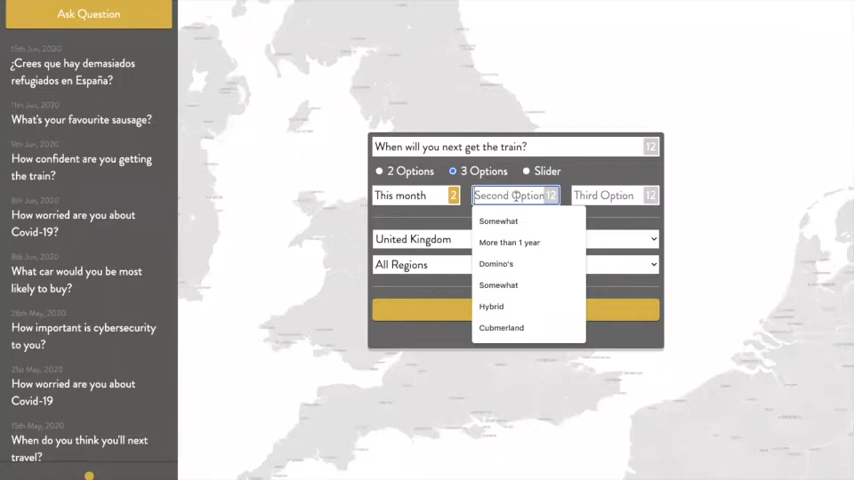 Ask Question
15th Jun, 2020
¿Crees que hay demasiados
refugiados en España?
11th Jun, 2020
What's your favourite sausage?
9th Jun, 2020
How confident are you getting
the train?
8th Jun, 2020
How worried are you about
Covid-19?
8th Jun, 2020
What car would you be most
likely to buy?
26th May, 2020
How important is cybersecurity
to you?
21st May, 2020
How worried are you about
Covid-19
15th May, 2020
When do you think you'll next
travel?
When will you next get the train? 12
2 Options 3 Options Slider
This month 2 Second Option 12 Third Option 12
Somewhat
More than 1 year
Domino's
Somewhat
Hybrid
Cubmerland
United Kingdom
All Regions